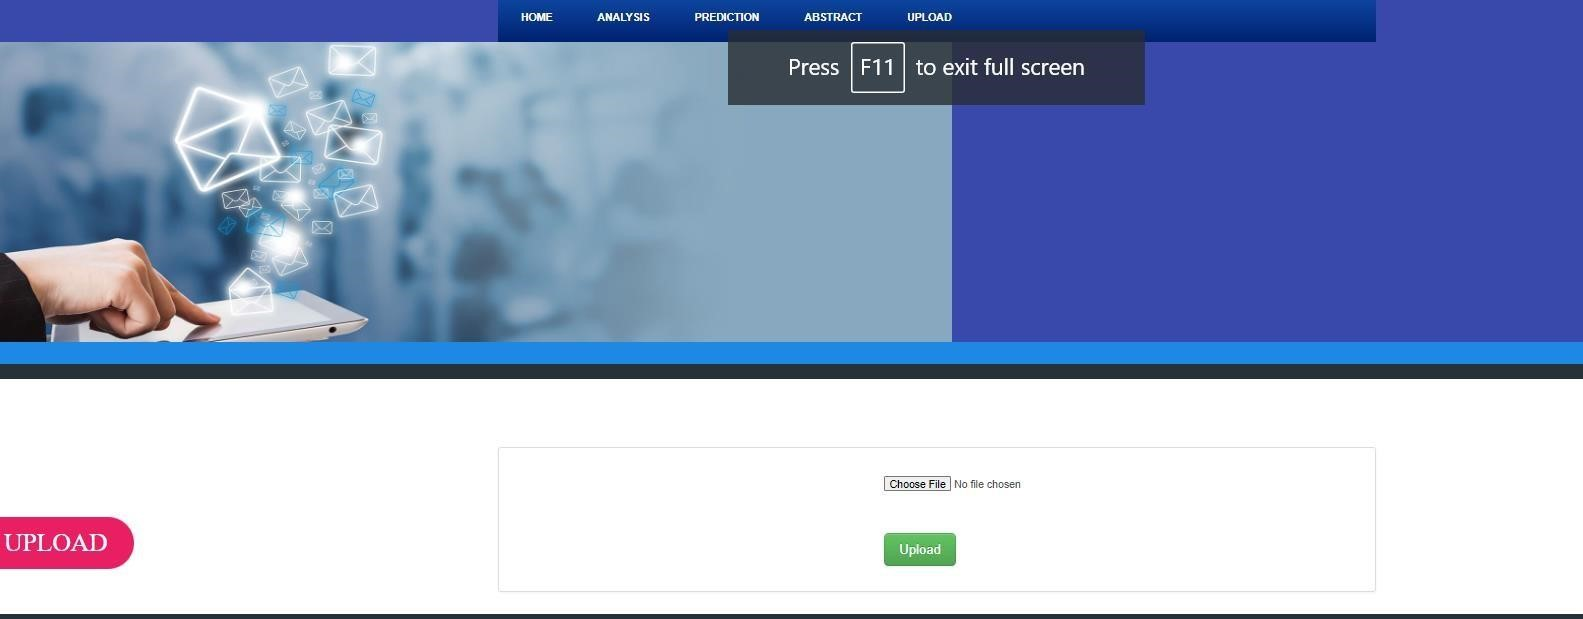 HOME ANALYSIS PREDICTION ABSTRACT UPLOAD
Press F11 to exit full screen
Choose File No file chosen
UPLOAD
Upload